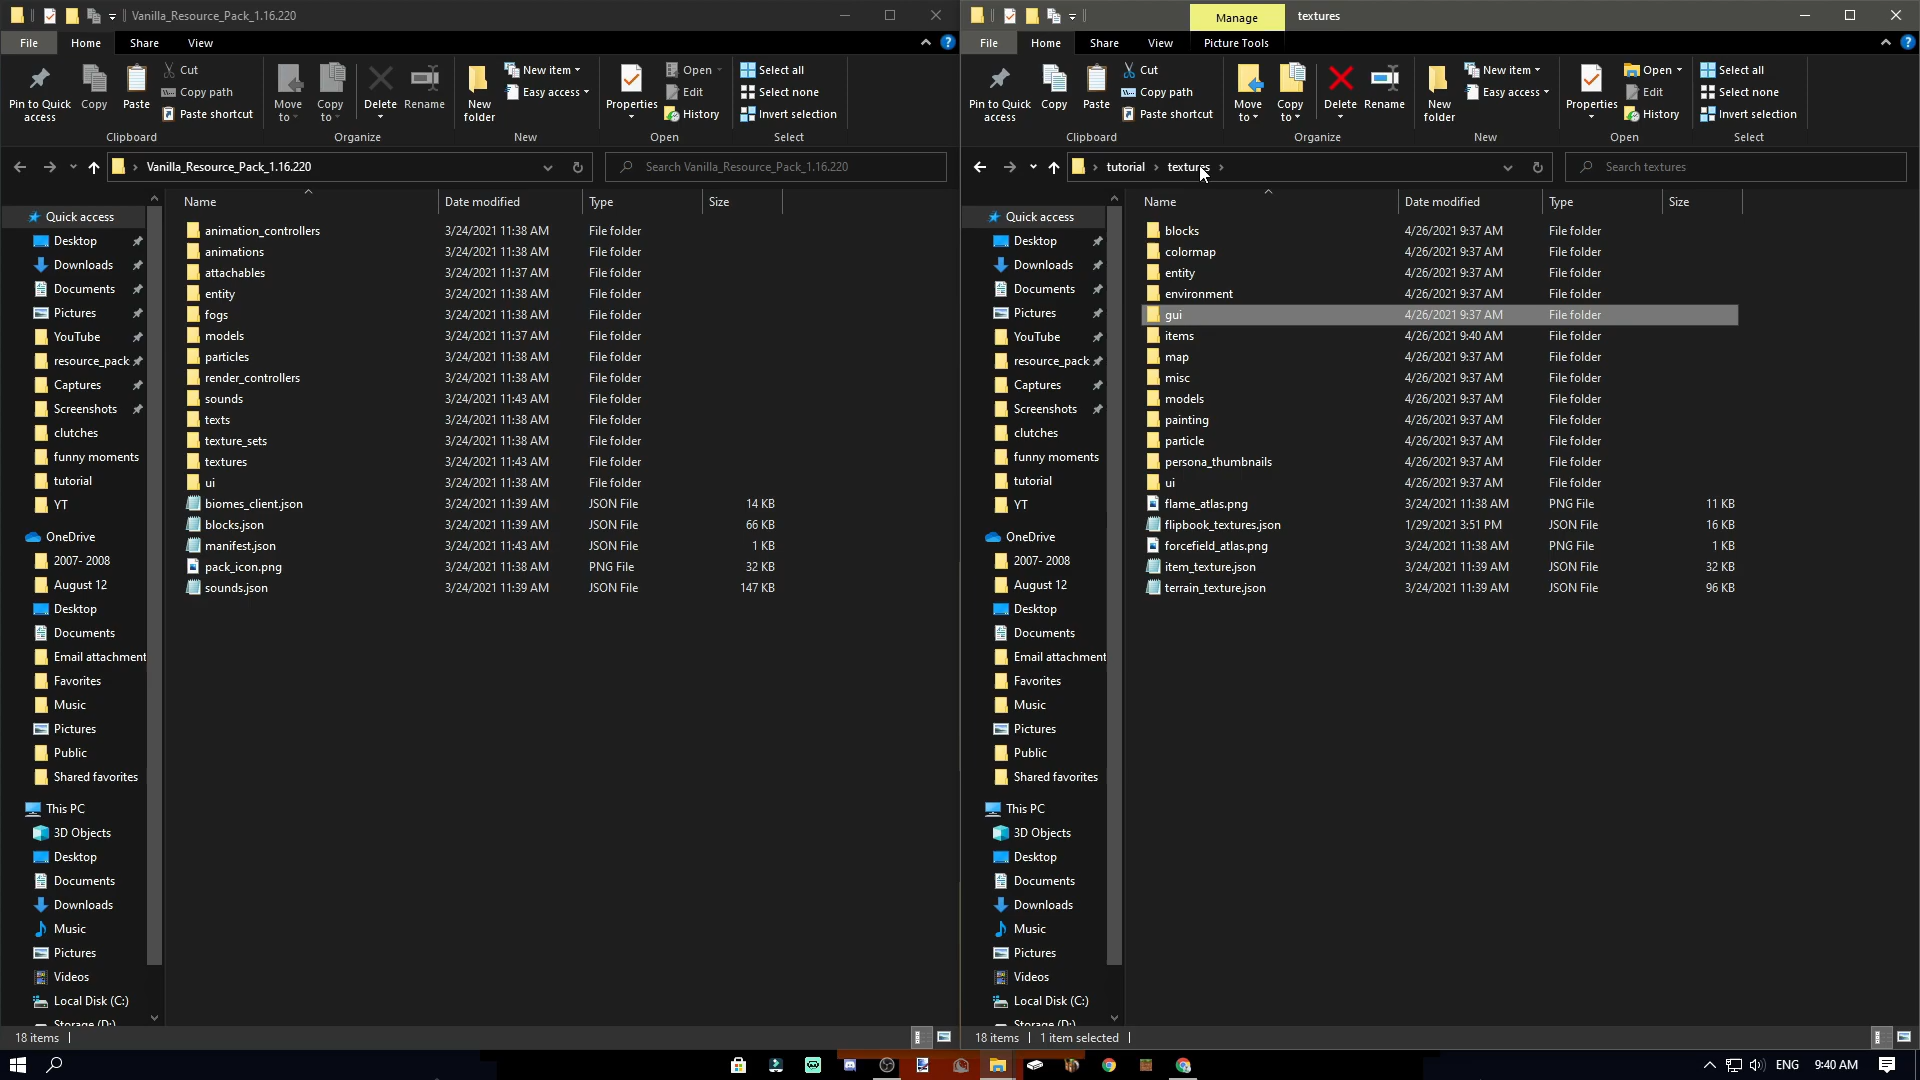 Vanilla_Resource_Pack_1.16.220
File Home Share View
Pin to Quick access
Copy
Paste
Cut
Copy path
Paste shortcut
Clipboard
Move to
Copy to
Delete
Rename
Organize
New folder
New item
Easy access
New
Properties
Open
Edit
History
Open
Select all
Select none
Invert selection
Select
Vanilla_Resource_Pack_1.16.220
Search Vanilla_Resource_Pack_1.16.220
Quick access
Desktop
Downloads
Documents
Pictures
YouTube
resource_pack
Captures
Screenshots
clutches
funny moments
tutorial
YT
OneDrive
2007- 2008
August 12
Desktop
Documents
Email attachment
Favorites
Music
Pictures
Public
Shared favorites
This PC
3D Objects
Desktop
Documents
Downloads
Music
Pictures
Videos
Local Disk (C:)
Storage (D:)
Name Date modified Type Size
animation_controllers 3/24/2021 11:38 AM File folder
animations 3/24/2021 11:38 AM File folder
attachables 3/24/2021 11:37 AM File folder
entity 3/24/2021 11:38 AM File folder
fogs 3/24/2021 11:38 AM File folder
models 3/24/2021 11:37 AM File folder
particles 3/24/2021 11:38 AM File folder
render_controllers 3/24/2021 11:38 AM File folder
sounds 3/24/2021 11:43 AM File folder
texts 3/24/2021 11:38 AM File folder
texture_sets 3/24/2021 11:38 AM File folder
textures 3/24/2021 11:43 AM File folder
ui 3/24/2021 11:38 AM File folder
biomes_client.json 3/24/2021 11:39 AM JSON File 14 KB
blocks.json 3/24/2021 11:39 AM JSON File 66 KB
manifest.json 3/24/2021 11:43 AM JSON File 1 KB
pack_icon.png 3/24/2021 11:38 AM PNG File 32 KB
sounds.json 3/24/2021 11:39 AM JSON File 147 KB
18 items
Manage textures
File Home Share View Picture Tools
Pin to Quick access
Copy
Paste
Cut
Copy path
Paste shortcut
Clipboard
Move to
Copy to
Delete
Rename
Organize
New folder
New item
Easy access
New
Properties
Open
Edit
History
Open
Select all
Select none
Invert selection
Select
tutorial textures
Search textures
Quick access
Desktop
Downloads
Documents
Pictures
YouTube
resource_pack
Captures
Screenshots
clutches
funny moments
tutorial
YT
OneDrive
2007- 2008
August 12
Desktop
Documents
Email attachment
Favorites
Music
Pictures
Public
Shared favorites
This PC
3D Objects
Desktop
Documents
Downloads
Music
Pictures
Videos
Local Disk (C:)
Storage (D:)
Name Date modified Type Size
blocks 4/26/2021 9:37 AM File folder
colormap 4/26/2021 9:37 AM File folder
entity 4/26/2021 9:37 AM File folder
environment 4/26/2021 9:37 AM File folder
gui 4/26/2021 9:37 AM File folder
items 4/26/2021 9:40 AM File folder
map 4/26/2021 9:37 AM File folder
misc 4/26/2021 9:37 AM File folder
models 4/26/2021 9:37 AM File folder
painting 4/26/2021 9:37 AM File folder
particle 4/26/2021 9:37 AM File folder
persona_thumbnails 4/26/2021 9:37 AM File folder
ui 4/26/2021 9:37 AM File folder
flame_atlas.png 3/24/2021 11:38 AM PNG File 11 KB
flipbook_textures.json 1/29/2021 3:51 PM JSON File 16 KB
forcefield_atlas.png 3/24/2021 11:38 AM PNG File 1 KB
item_texture.json 3/24/2021 11:39 AM JSON File 32 KB
terrain_texture.json 3/24/2021 11:39 AM JSON File 96 KB
18 items 1 item selected
ENG 9:40 AM